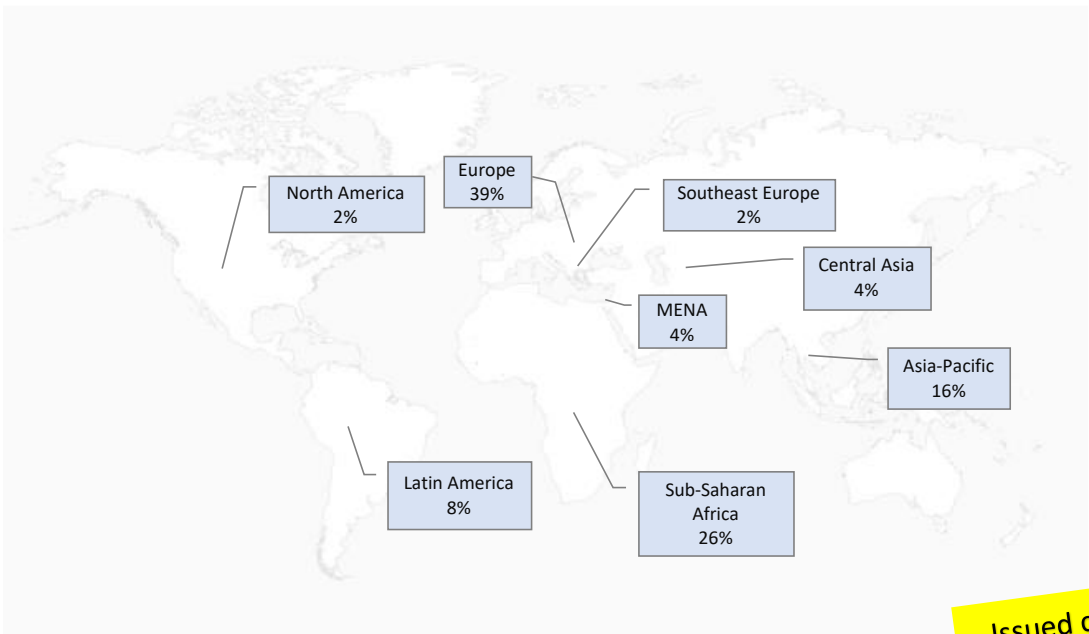 Europe
39%
North America
2%
Southeast Europe
2%
Central Asia
4%
MENA
4%
Asia-Pacific
16%
Latin America
8%
Sub-Saharan
Africa
26%
Issued